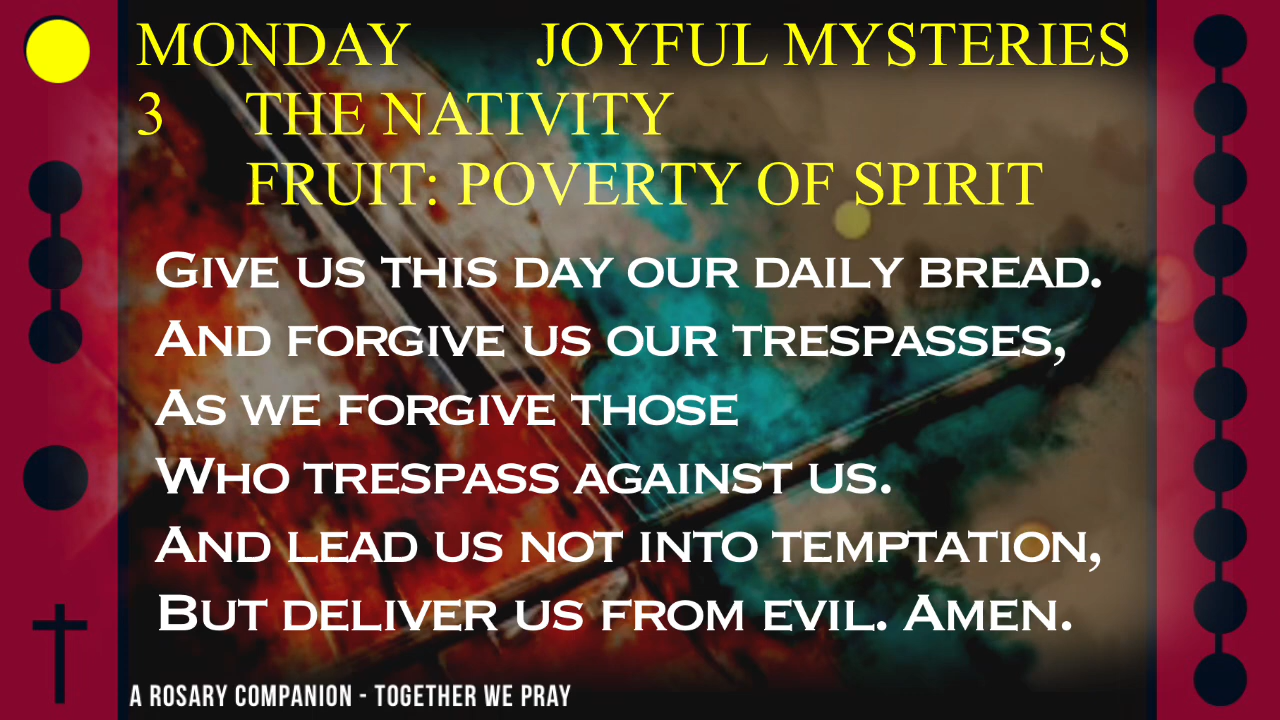 MONDAY JOYFUL MYSTERIES
3 THE NATIVITY
FRUIT: POVERTY OF SPIRIT
GIVE US THIS DAY OUR DAILY BREAD.
AND FORGIVE US OUR TRESPASSES,
AS WE FORGIVE THOSE
WHO TRESPASS AGAINST US.
AND LEAD US NOT INTO TEMPTATION,
BUT DELIVER US FROM EVIL. AMEN.
A ROSARY COMPANION - TOGETHER WE PRAY